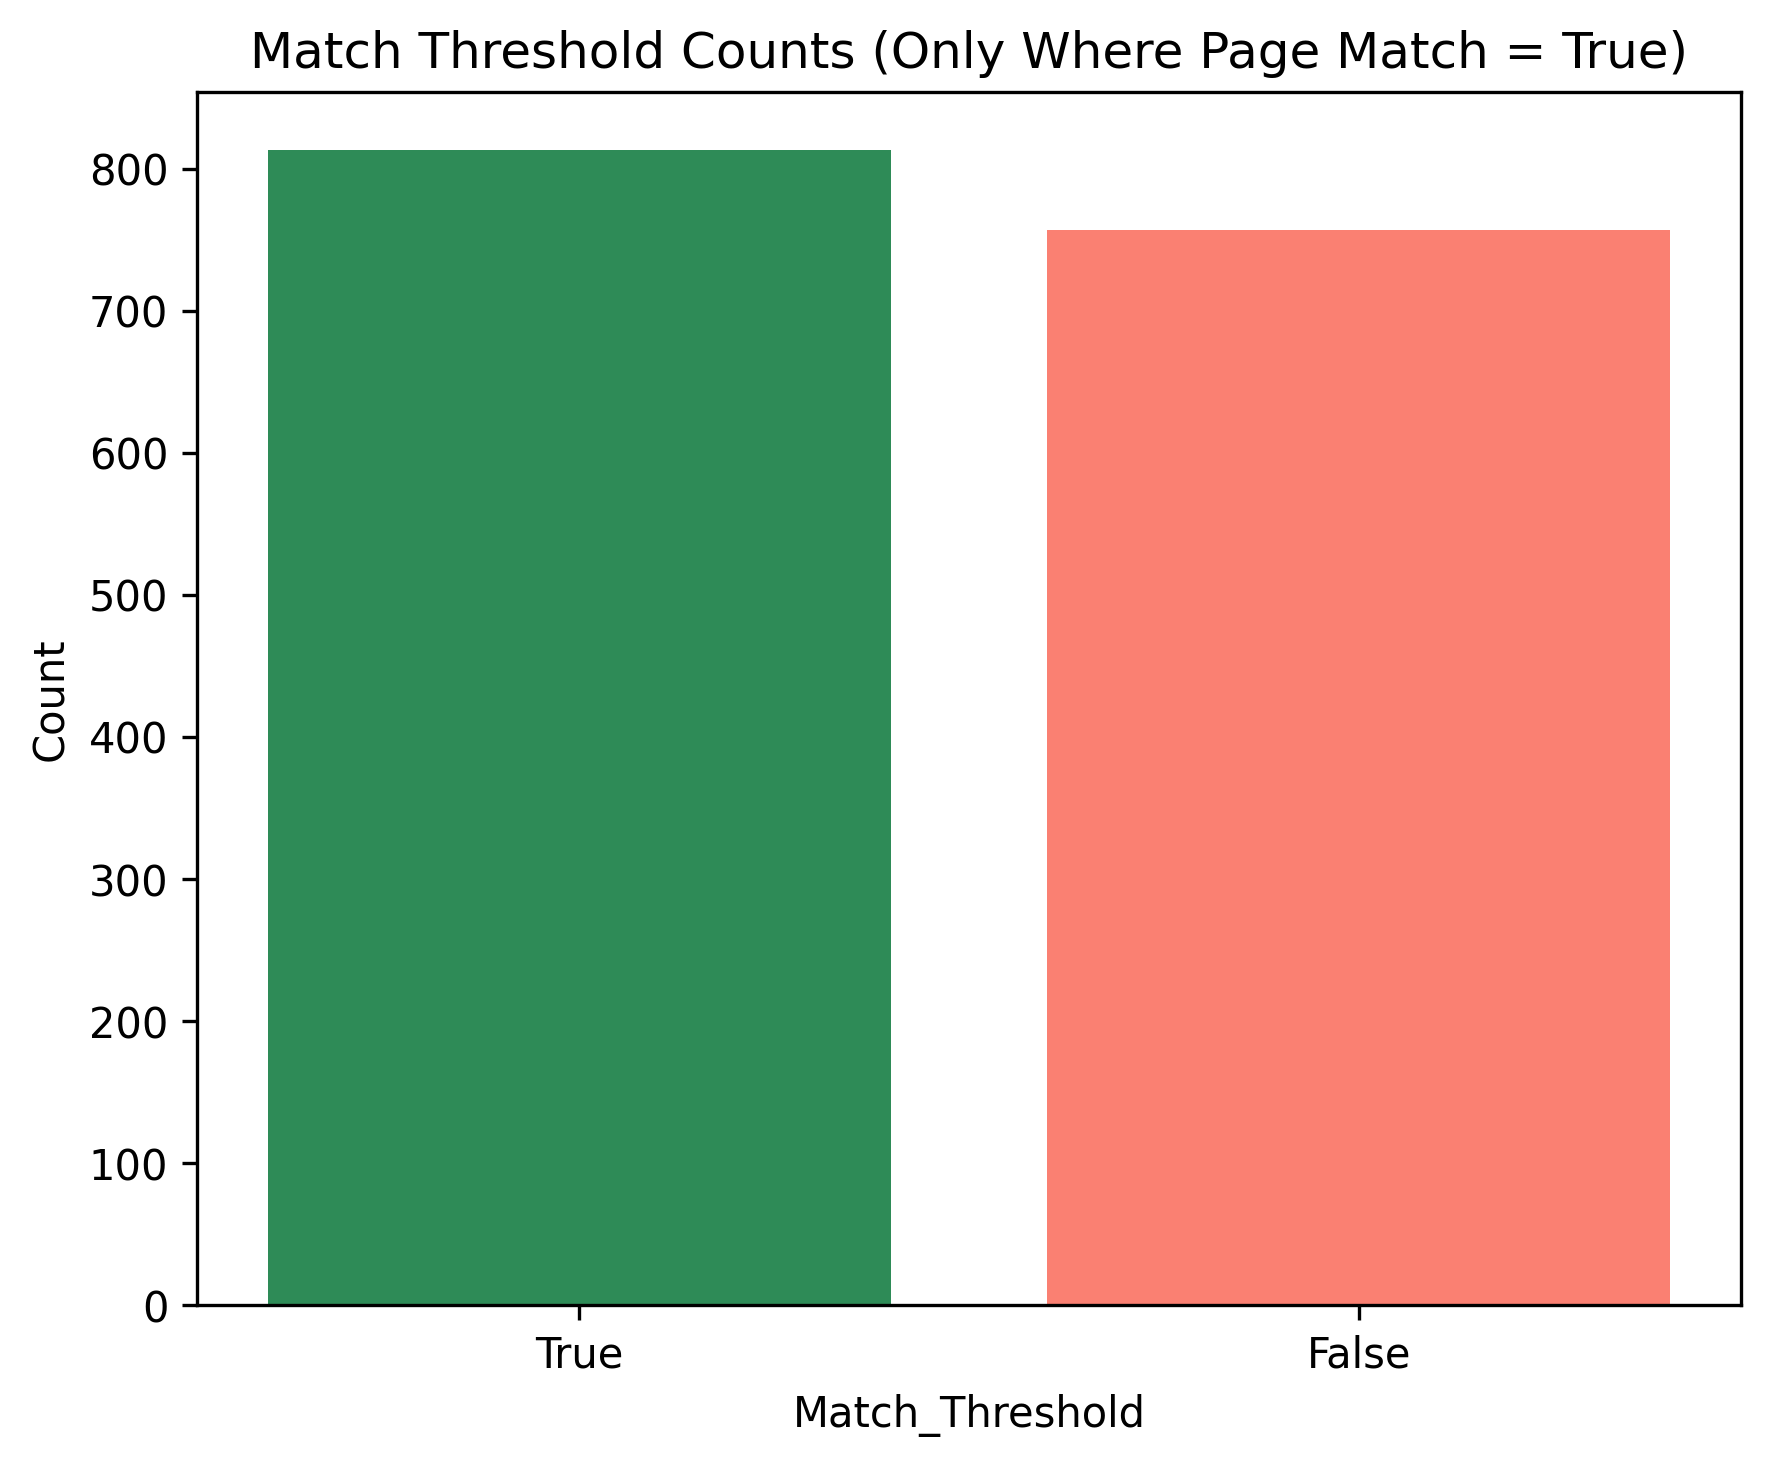 Match Threshold Counts (Only Where Page Match = True)
800
700
600
500
400
300
200
100
0
Count
True False
Match_Threshold